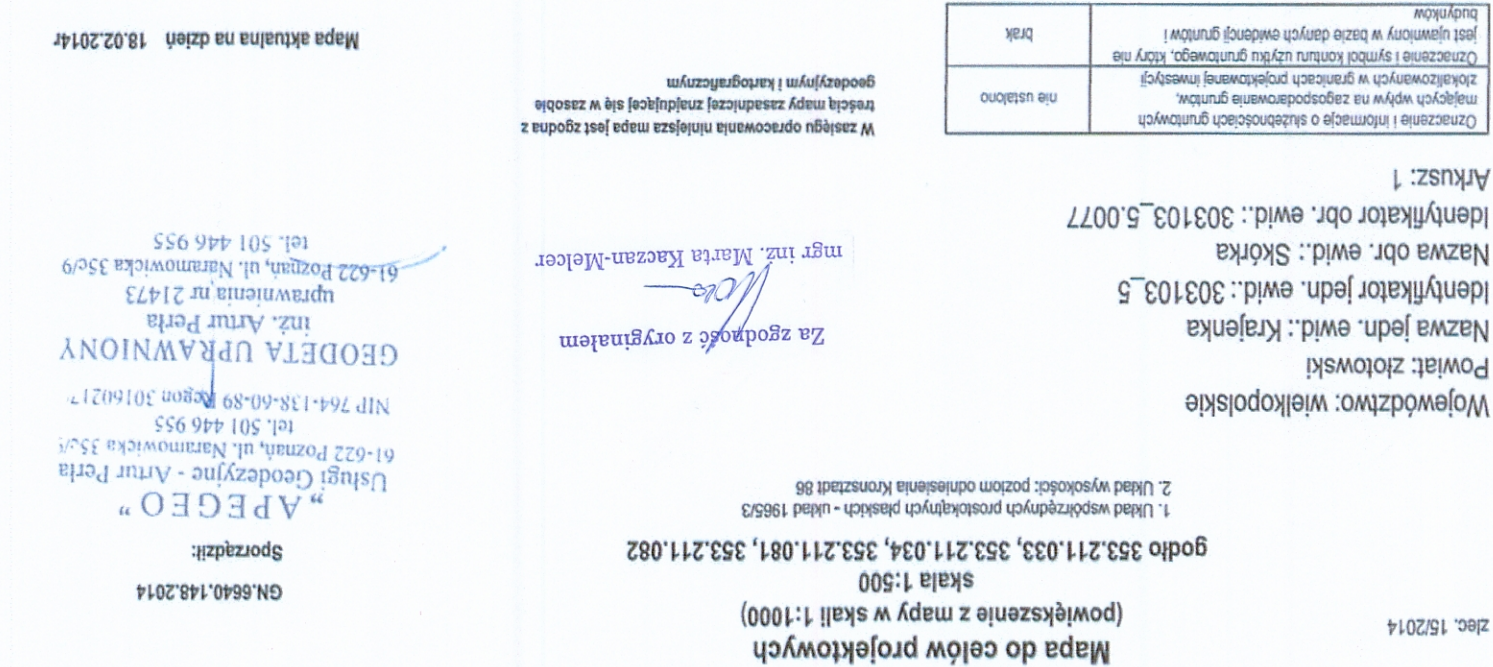 zlec. 15/2014
Mapa do celów projektowych
(powiększenie z mapy w skali 1:1000)
skala 1:500
godło 353.211.033, 353.211.034, 353.211.081, 353.211.082
1. Układ współrzędnych prostokątnych płaskich - układ 1965/3
2. Układ wysokości: poziom odniesienia Kronsztadt 86
GN.6640.148.2014
Sporządził:
„APEGEO”
Usługi Geodezyjne - Artur Perła
61-622 Poznań, ul. Naramowicka 35c/9
tel. 501 446 955
NIP 764-138-60-89 Regon 30160217
GEODETA UPRAWNIONY
inż. Artur Perła
uprawnienia nr 21473
61-622 Poznań, ul. Naramowicka 35c/9
tel. 501 446 955
Województwo: wielkopolskie
Powiat: złotowski
Nazwa jedn. ewid.: Krajenka
Identyfikator jedn. ewid.: 303103_5
Nazwa obr. ewid.: Skórka
Identyfikator obr. ewid.: 303103_5.0077
Arkusz: 1
Za zgodność z oryginałem
mgr inż. Marta Kaczan-Melcer
Oznaczenie i informacje o służebnościach gruntowych
mających wpływ na zagospodarowanie gruntów,
zlokalizowanych w granicach projektowanej inwestycji
nie ustalono
Oznaczenie i symbol konturu użytku gruntowego, który nie
jest ujawniony w bazie danych ewidencji gruntów i
budynków
brak
W zasięgu opracowania niniejsza mapa jest zgodna z
treścią mapy zasadniczej znajdującej się w zasobie
geodezyjnym i kartograficznym
Mapa aktualna na dzień 18.02.2014r